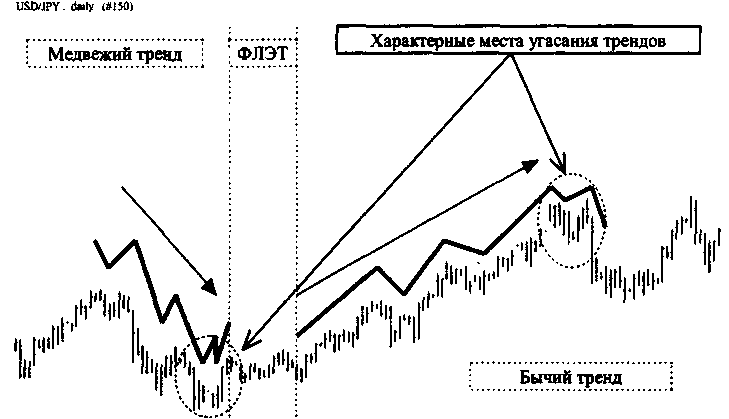 USD/JPY . daily (#150)
Медвежий тренд
ФЛЭТ
Характерные места угасания трендов
Бычий тренд